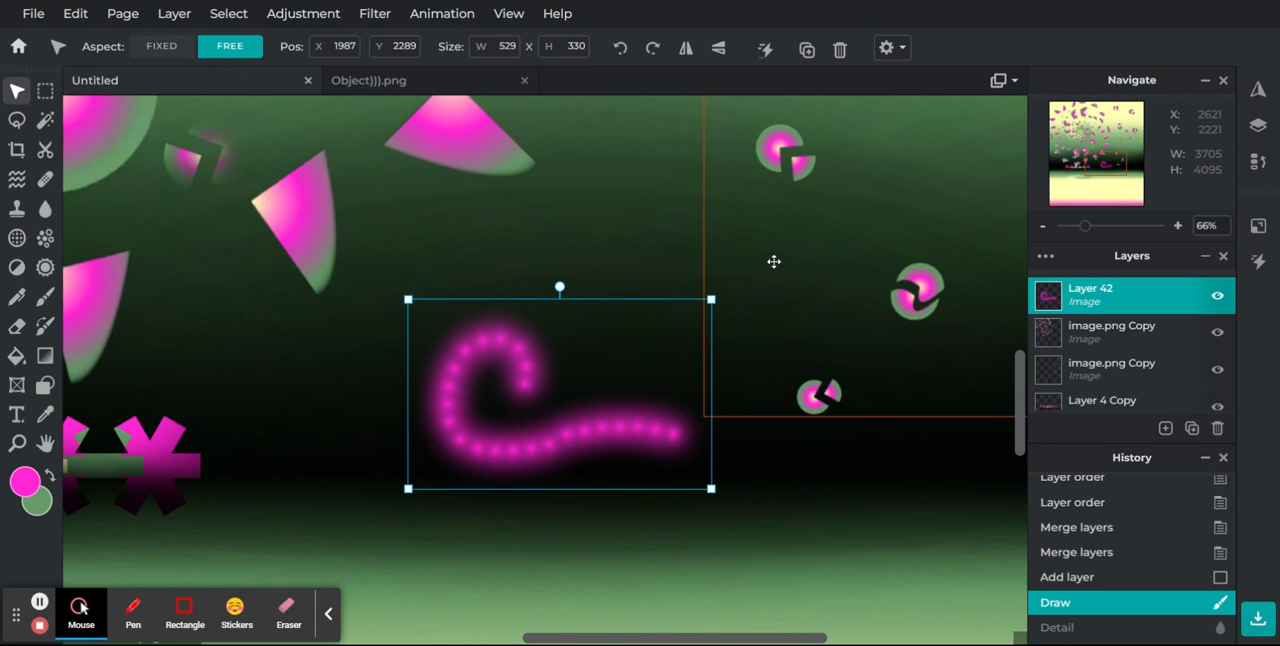 File Edit Page Layer Select Adjustment Filter Animation View Help
Aspect: FIXED FREE Pos: X 1987 Y 2289 Size: W 529 X H 330
Untitled × Object))).png ×
Navigate
X: 2621
Y: 2221
W: 3705
H: 4095
- + 66%
Layers
Layer 42
Image
image.png Copy
Image
image.png Copy
Image
Layer 4 Copy
History
Layer order
Layer order
Merge layers
Merge layers
Add layer
Draw
Detail
Mouse Pen Rectangle Stickers Eraser